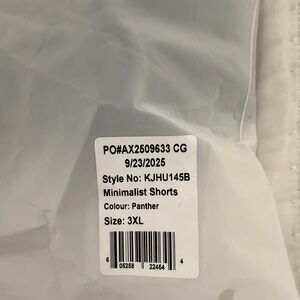 PO#AX2509633 CG
9/23/2025
Style No: KJHU145B
Minimalist Shorts
Colour: Panther
Size: 3XL
6 05258 22464 4